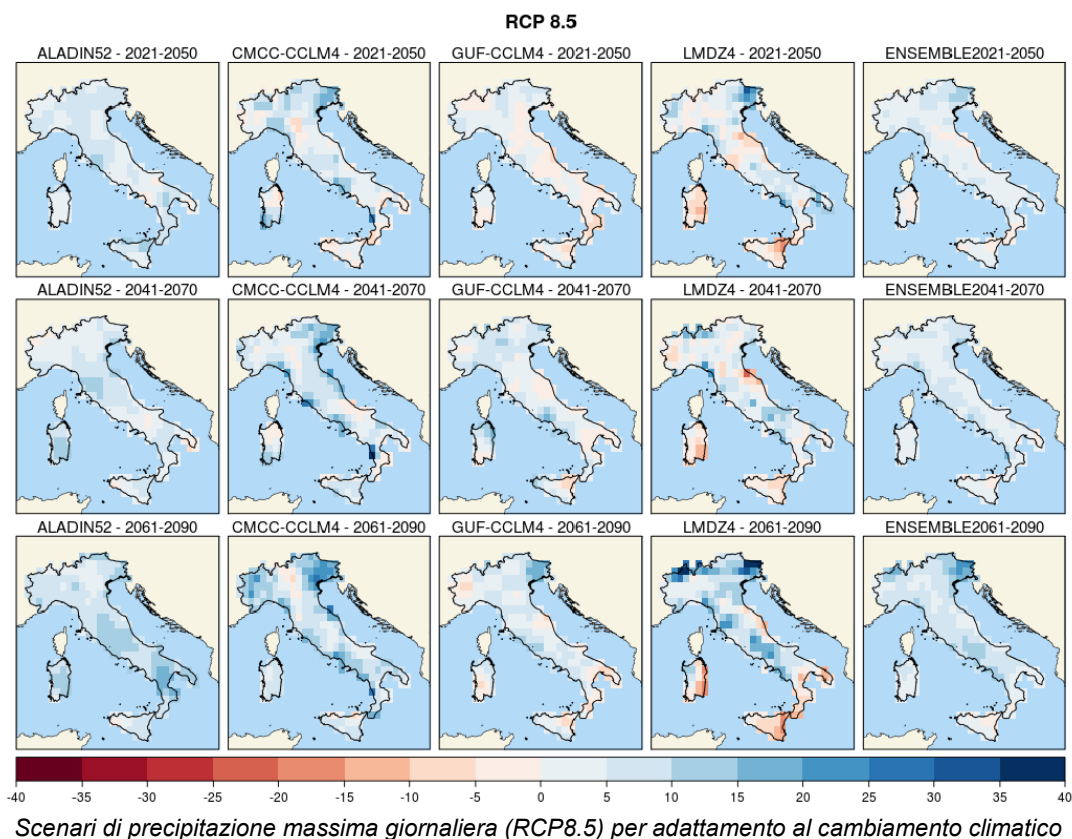 RCP 8.5
ALADIN52 - 2021-2050 CMCC-CCLM4 - 2021-2050 GUF-CCLM4 - 2021-2050 LMDZ4 - 2021-2050 ENSEMBLE2021-2050
ALADIN52 - 2041-2070 CMCC-CCLM4 - 2041-2070 GUF-CCLM4 - 2041-2070 LMDZ4 - 2041-2070 ENSEMBLE2041-2070
ALADIN52 - 2061-2090 CMCC-CCLM4 - 2061-2090 GUF-CCLM4 - 2061-2090 LMDZ4 - 2061-2090 ENSEMBLE2061-2090
-40 -35 -30 -25 -20 -15 -10 -5 0 5 10 15 20 25 30 35 40
Scenari di precipitazione massima giornaliera (RCP8.5) per adattamento al cambiamento climatico